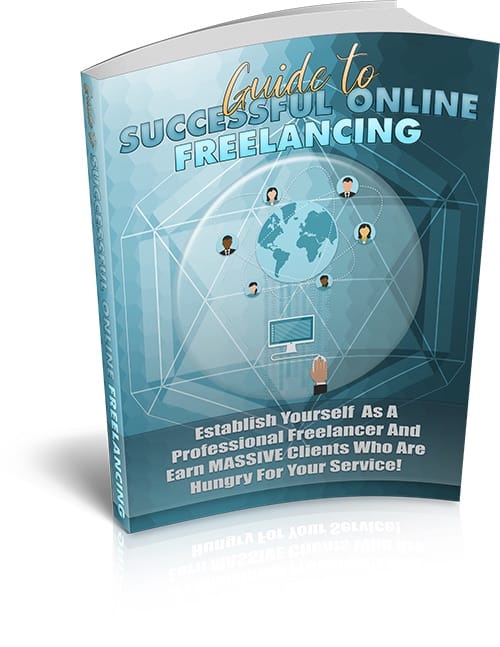 Guide to
SUCCESSFUL ONLINE
FREELANCING
Establish Yourself As A
Professional Freelancer And
Earn MASSIVE Clients Who Are
Hungry For Your Service!
Guide to SUCCESSFUL ONLINE FREELANCING